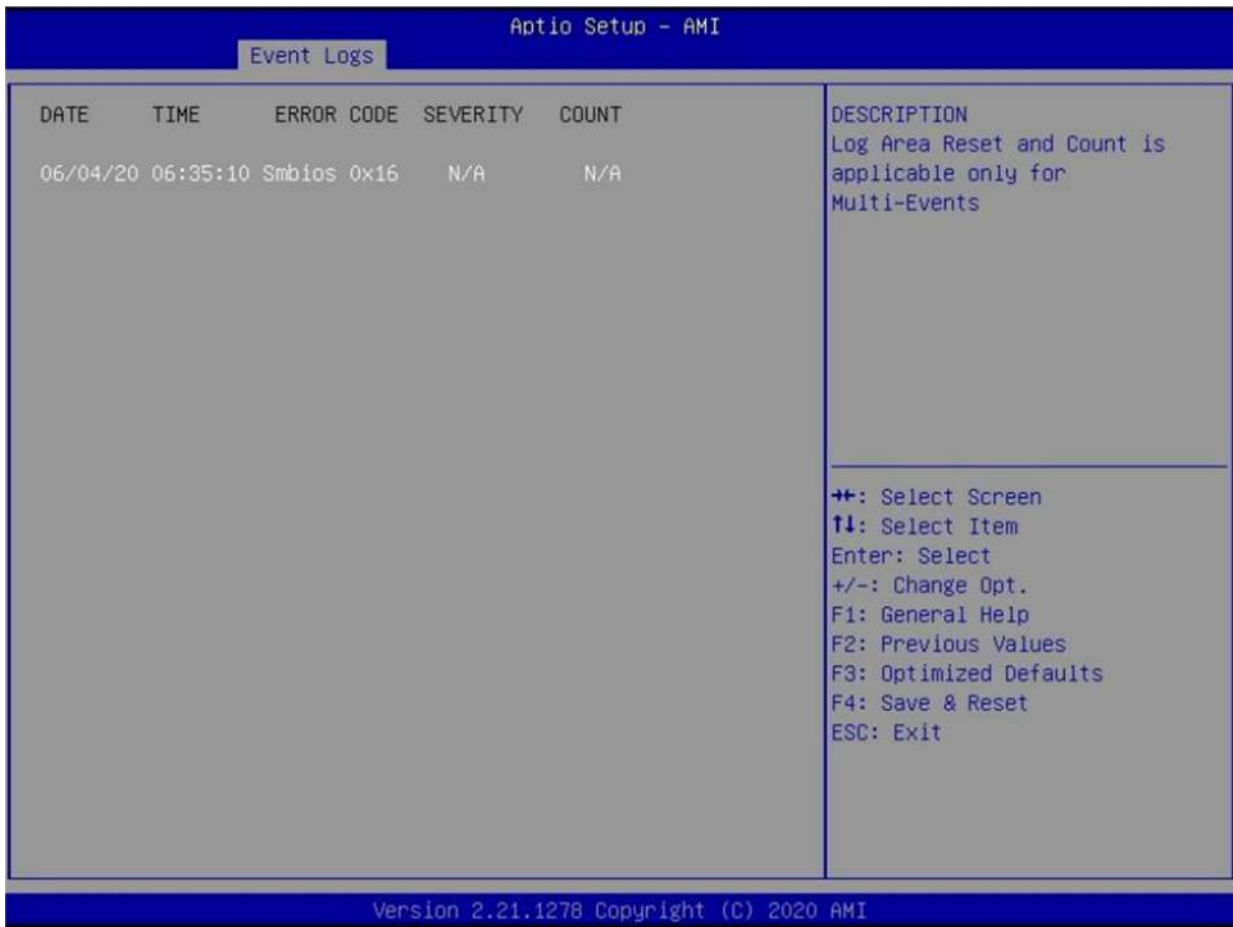 Aptio Setup – AMI
Event Logs
DATE TIME ERROR CODE SEVERITY COUNT
06/04/20 06:35:10 Smbios 0x16 N/A N/A
DESCRIPTION
Log Area Reset and Count is
applicable only for
Multi-Events
→←: Select Screen
↑↓: Select Item
Enter: Select
+/-: Change Opt.
F1: General Help
F2: Previous Values
F3: Optimized Defaults
F4: Save & Reset
ESC: Exit
Version 2.21.1278 Copyright (C) 2020 AMI